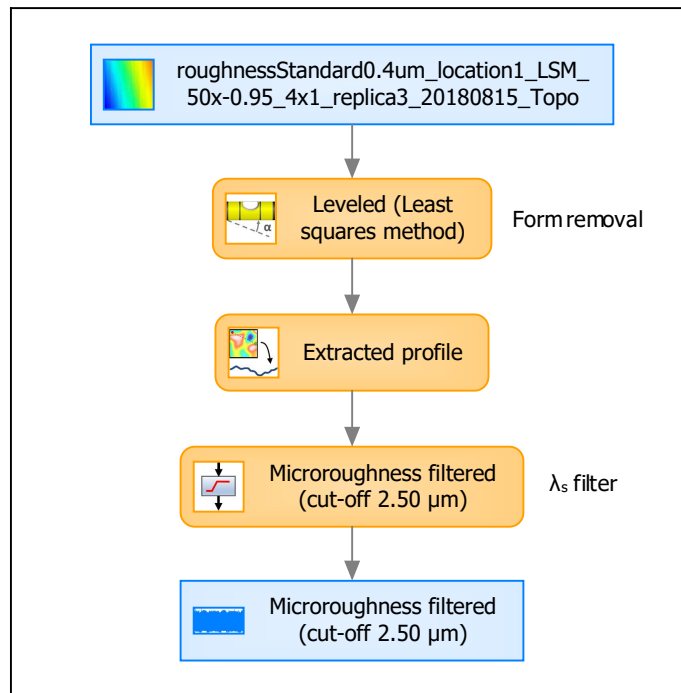 roughnessStandard0.4um_location1_LSM_
50x-0.95_4x1_replica3_20180815_Topo
Leveled (Least
squares method)
Form removal
α
Extracted profile
Microroughness filtered
(cut-off 2.50 µm)
λs filter
Microroughness filtered
(cut-off 2.50 µm)